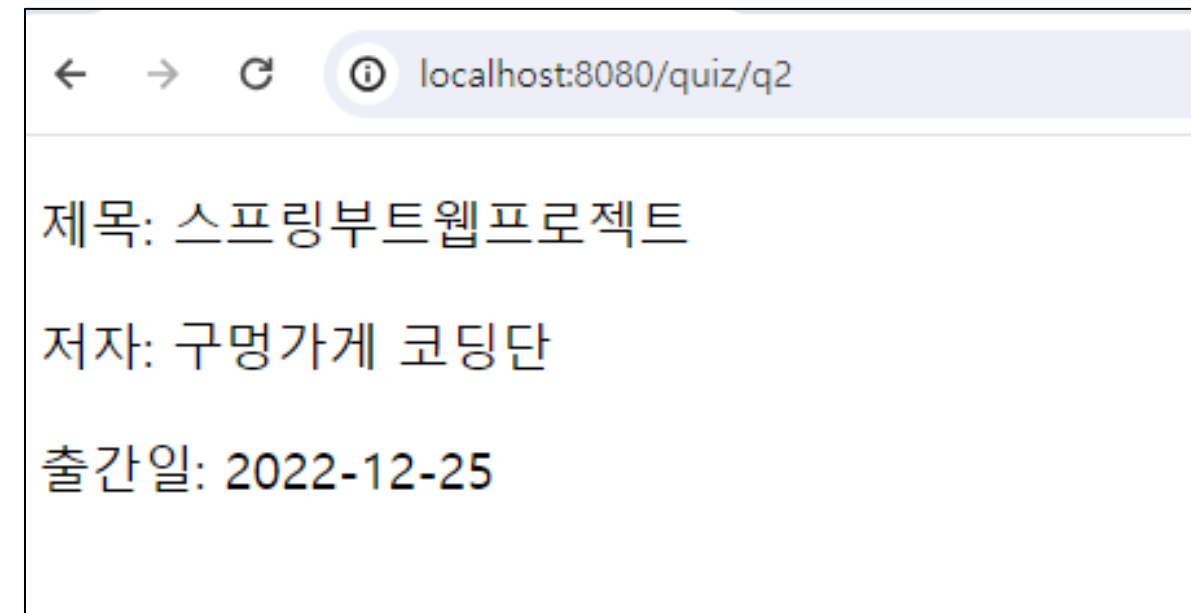 localhost:8080/quiz/q2
제목: 스프링부트웹프로젝트
저자: 구멍가게 코딩단
출간일: 2022-12-25